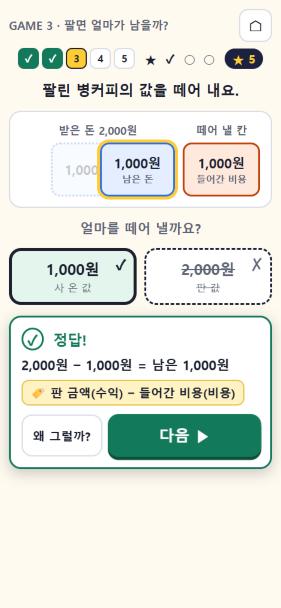 GAME 3 · 팔면 얼마가 남을까?
✓ ✓ 3 4 5 ★ ✓ ○ ○ ★ 5
팔린 병커피의 값을 떼어 내요.
받은 돈 2,000원 떼어 낼 칸
1,000 1,000원 1,000원
남은 돈 들어간 비용
얼마를 떼어 낼까요?
1,000원 ✓ 2,000원 ✗
사 온 값 판 값
✓ 정답!
2,000원 − 1,000원 = 남은 1,000원
판 금액(수익) − 들어간 비용(비용)
왜 그럴까? 다음 ▶